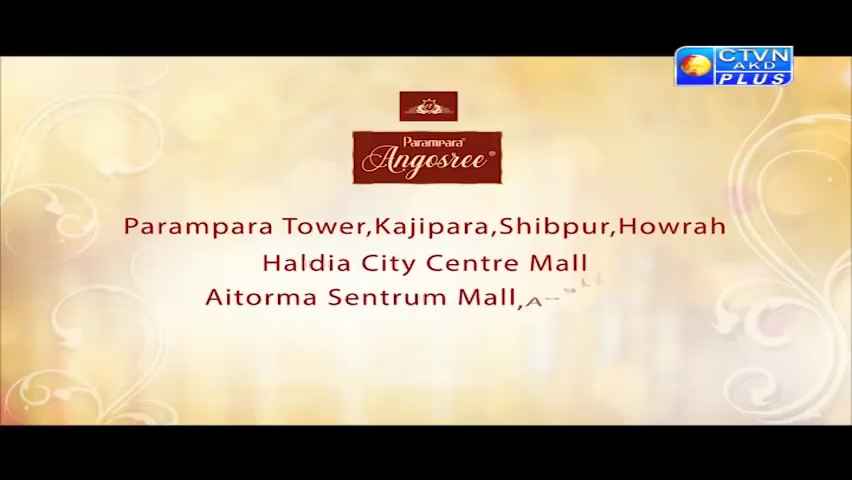 CTVN
AKD
PLUS
Parampara®
Angosree®
Parampara Tower,Kajipara,Shibpur,Howrah
Haldia City Centre Mall
Aitorma Sentrum Mall,